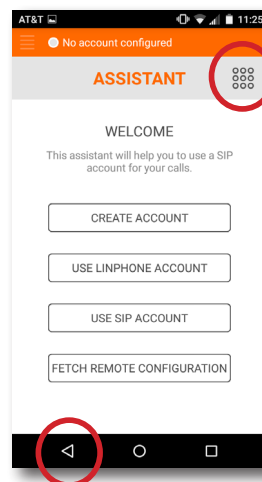 AT&T 11:25
No account configured
ASSISTANT
WELCOME
This assistant will help you to use a SIP
account for your calls.
CREATE ACCOUNT
USE LINPHONE ACCOUNT
USE SIP ACCOUNT
FETCH REMOTE CONFIGURATION